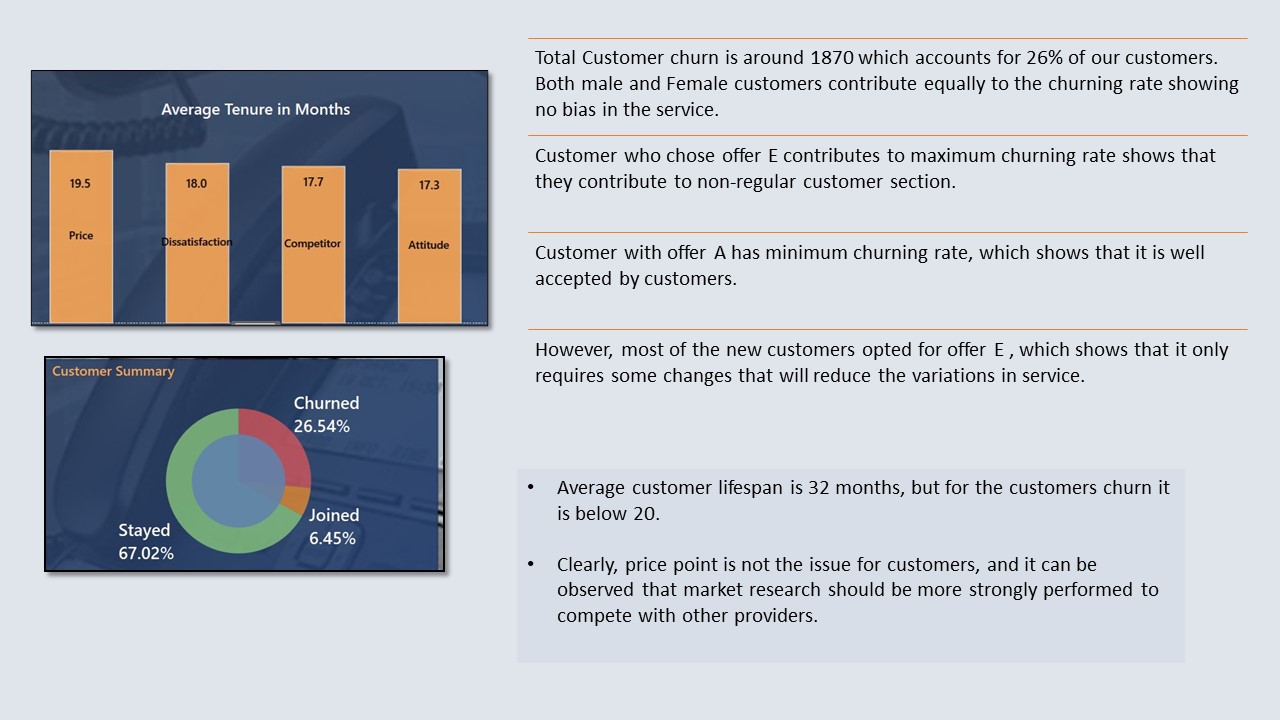 Average Tenure in Months
19.5
18.0
17.7
17.3
Price
Dissatisfaction
Competitor
Attitude
Customer Summary
Churned
26.54%
Joined
6.45%
Stayed
67.02%
Total Customer churn is around 1870 which accounts for 26% of our customers.
Both male and Female customers contribute equally to the churning rate showing
no bias in the service.
Customer who chose offer E contributes to maximum churning rate shows that
they contribute to non-regular customer section.
Customer with offer A has minimum churning rate, which shows that it is well
accepted by customers.
However, most of the new customers opted for offer E , which shows that it only
requires some changes that will reduce the variations in service.
• Average customer lifespan is 32 months, but for the customers churn it
is below 20.
• Clearly, price point is not the issue for customers, and it can be
observed that market research should be more strongly performed to
compete with other providers.